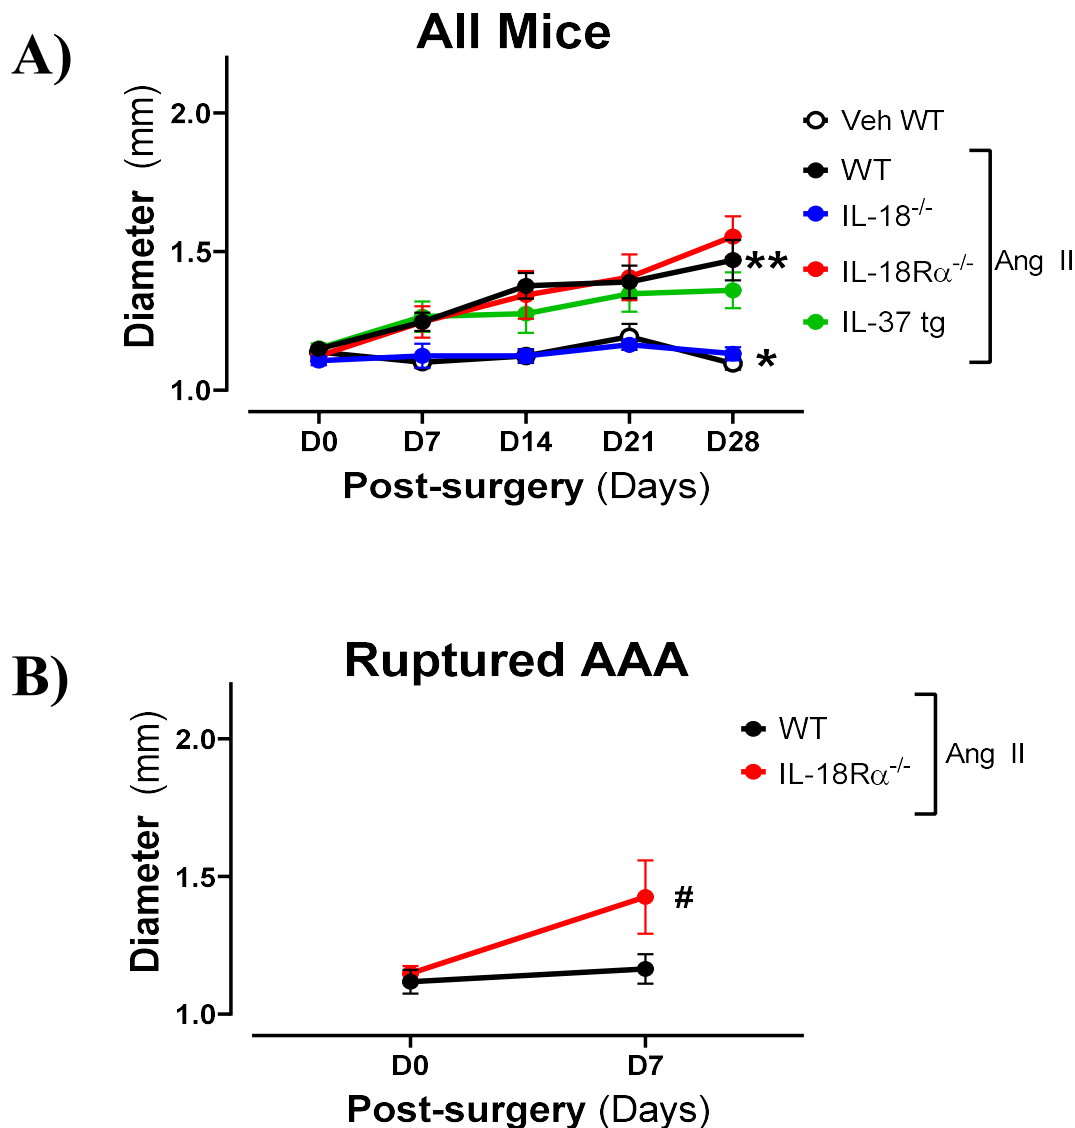 A)
All Mice
Diameter (mm)
2.0
1.5
1.0
**
*
D0 D7 D14 D21 D28
Post-surgery (Days)
Veh WT
WT
IL-18-/-
IL-18Rα-/-
IL-37 tg
Ang II
B)
Ruptured AAA
Diameter (mm)
2.0
1.5
1.0
#
D0 D7
Post-surgery (Days)
WT
IL-18Rα-/-
Ang II